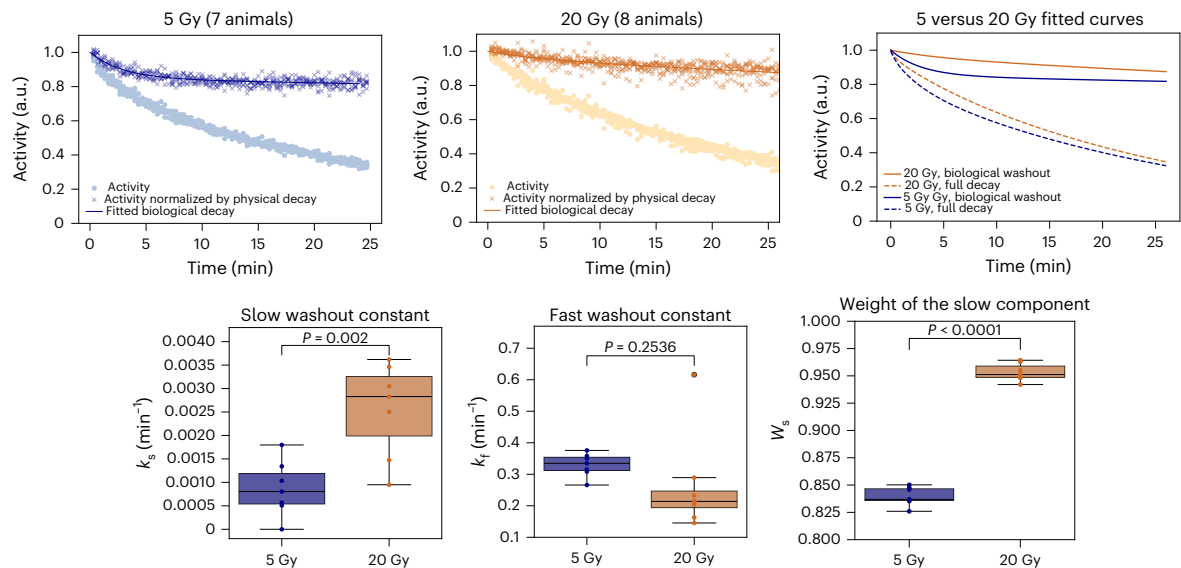 5 Gy (7 animals)
Activity (a.u.)
1.0
0.8
0.6
0.4
0.2
0
Activity
Activity normalized by physical decay
Fitted biological decay
0 5 10 15 20 25
Time (min)
20 Gy (8 animals)
Activity (a.u.)
1.0
0.8
0.6
0.4
0.2
0
Activity
Activity normalized by physical decay
Fitted biological decay
0 5 10 15 20 25
Time (min)
5 versus 20 Gy fitted curves
Activity (a.u.)
1.0
0.8
0.6
0.4
0.2
0
20 Gy, biological washout
20 Gy, full decay
5 Gy Gy, biological washout
5 Gy, full decay
0 5 10 15 20 25
Time (min)
Slow washout constant
P = 0.002
kₛ (min⁻¹)
0.0040
0.0035
0.0030
0.0025
0.0020
0.0015
0.0010
0.0005
0
5 Gy 20 Gy
Fast washout constant
P = 0.2536
k_f (min⁻¹)
0.7
0.6
0.5
0.4
0.3
0.2
0.1
5 Gy 20 Gy
Weight of the slow component
P < 0.0001
Wₛ
1.000
0.975
0.950
0.925
0.900
0.875
0.850
0.825
0.800
5 Gy 20 Gy